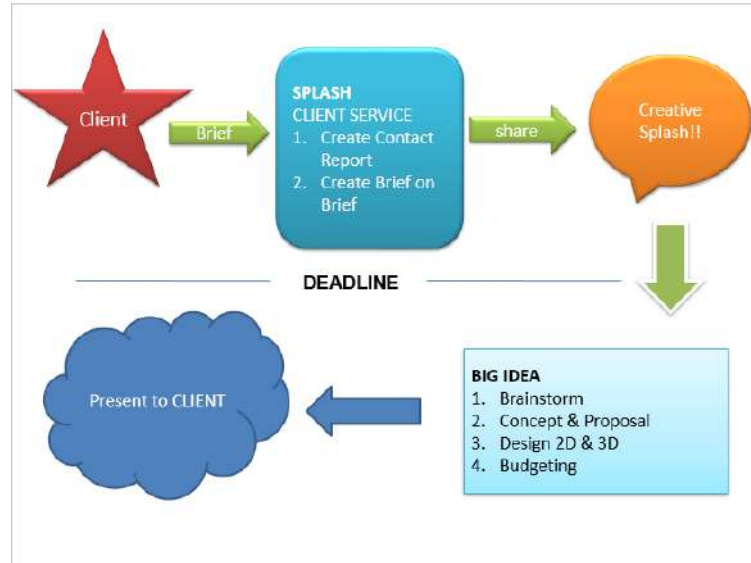 Client
Brief
SPLASH
CLIENT SERVICE
1. Create Contact
Report
2. Create Brief on
Brief
share
Creative
Splash!!
DEADLINE
BIG IDEA
1. Brainstorm
2. Concept & Proposal
3. Design 2D & 3D
4. Budgeting
Present to CLIENT